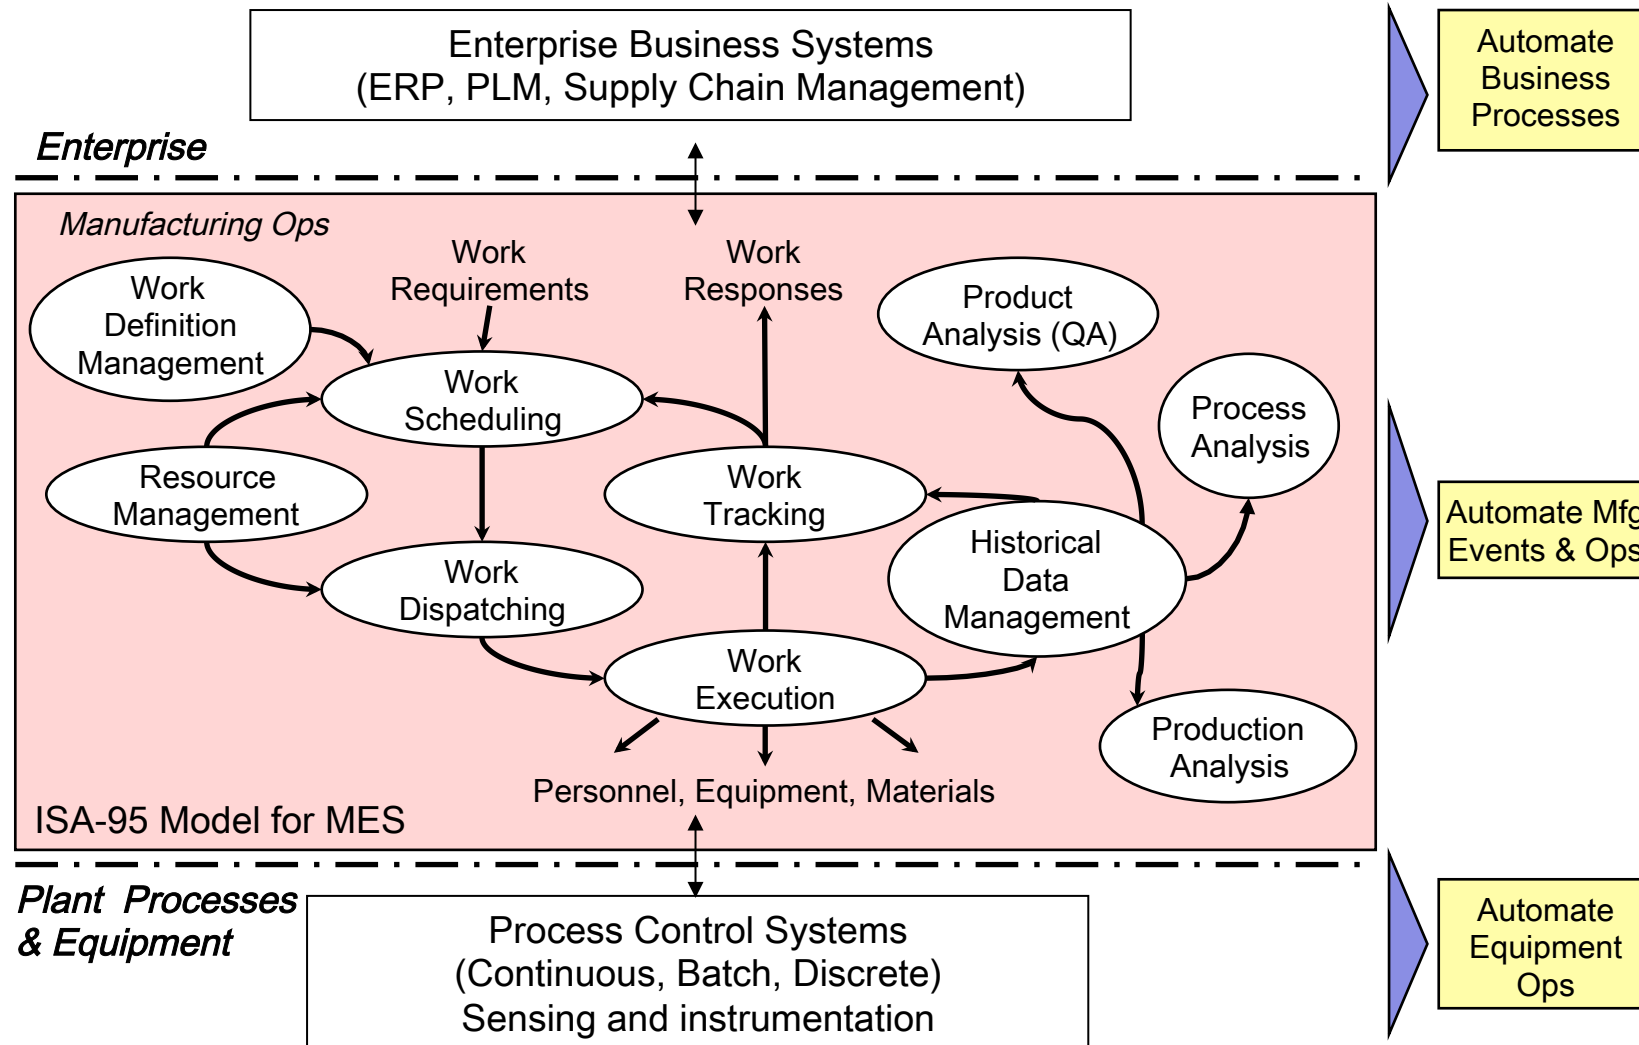 Enterprise Business Systems
(ERP, PLM, Supply Chain Management)
Automate
Business
Processes
Enterprise
Manufacturing Ops
Work
Definition
Management
Work
Requirements
Work
Responses
Product
Analysis (QA)
Work
Scheduling
Process
Analysis
Resource
Management
Work
Tracking
Historical
Data
Management
Automate Mfg
Events & Ops
Work
Dispatching
Work
Execution
Production
Analysis
Personnel, Equipment, Materials
ISA-95 Model for MES
Plant Processes
& Equipment
Process Control Systems
(Continuous, Batch, Discrete)
Sensing and instrumentation
Automate
Equipment
Ops